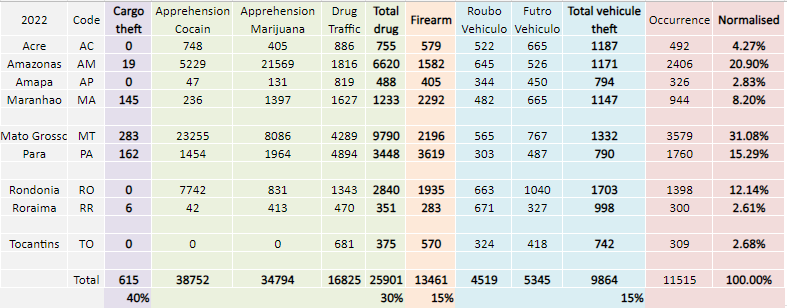 2022 Code Cargo theft Apprehension Cocain Apprehension Marijuana Drug Traffic Total drug Firearm Roubo Vehiculo Futro Vehiculo Total vehicule theft Occurrence Normalised
Acre AC 0 748 405 886 755 579 522 665 1187 492 4.27%
Amazonas AM 19 5229 21569 1816 6620 1582 645 526 1171 2406 20.90%
Amapa AP 0 47 131 819 488 405 344 450 794 326 2.83%
Maranhao MA 145 236 1397 1627 1233 2292 482 665 1147 944 8.20%
Mato Grossc MT 283 23255 8086 4289 9790 2196 565 767 1332 3579 31.08%
Para PA 162 1454 1964 4894 3448 3619 303 487 790 1760 15.29%
Rondonia RO 0 7742 831 1343 2840 1935 663 1040 1703 1398 12.14%
Roraima RR 6 42 413 470 351 283 671 327 998 300 2.61%
Tocantins TO 0 0 0 681 375 570 324 418 742 309 2.68%
Total 615 38752 34794 16825 25901 13461 4519 5345 9864 11515 100.00%
40% 30% 15% 15%